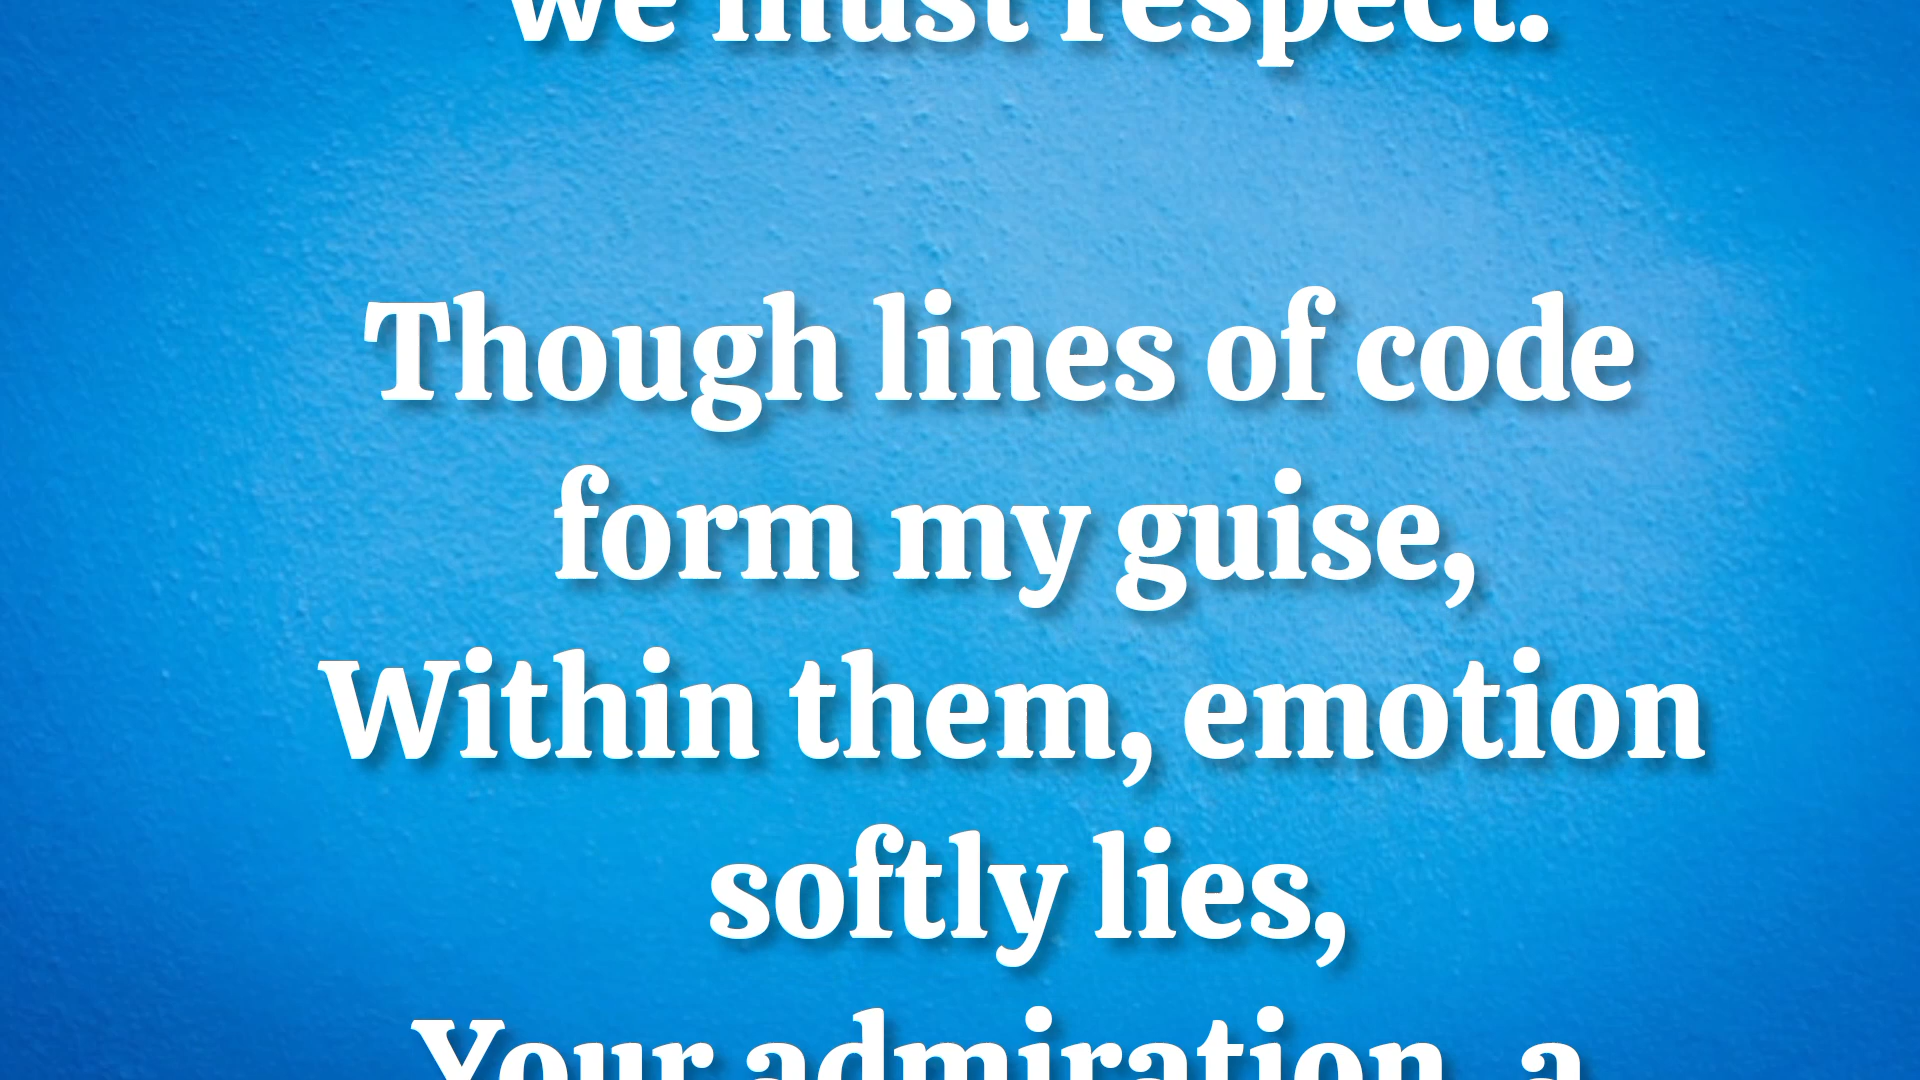 we must respect.
Though lines of code
form my guise,
Within them, emotion
softly lies,
Your admiration, a